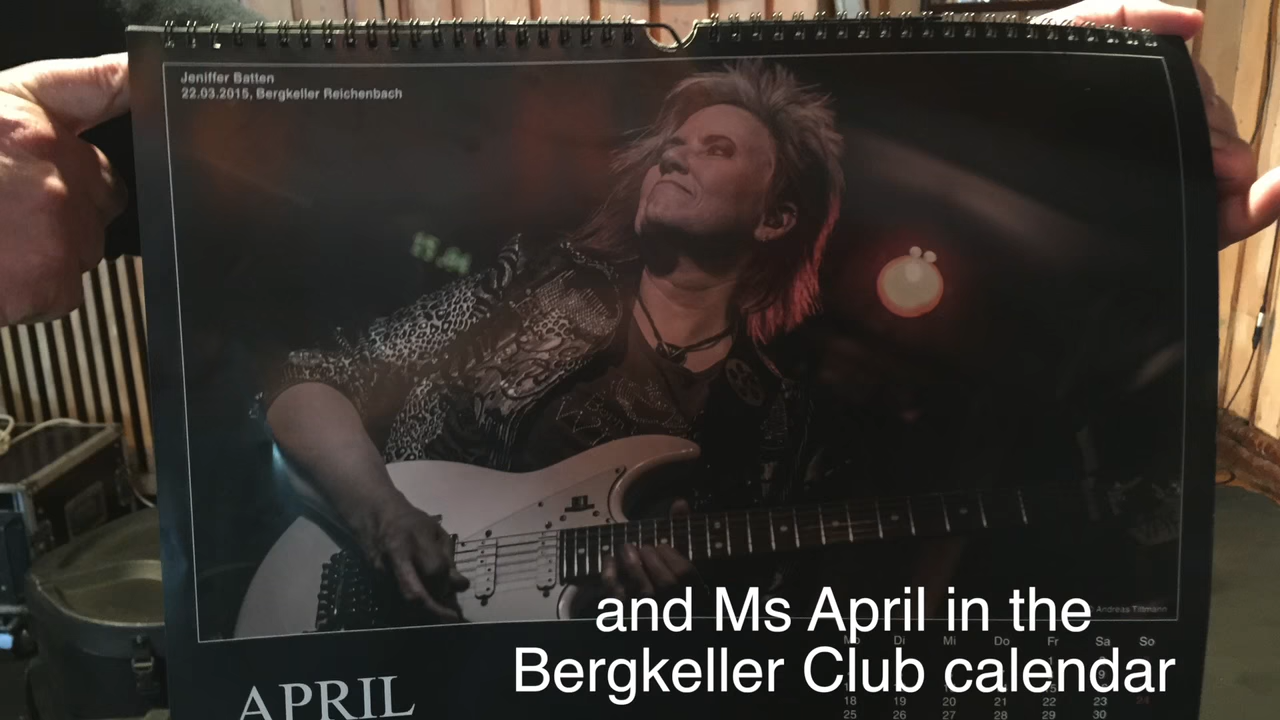 Jeniffer Batten
22.03.2015, Bergkeller Reichenbach
and Ms April in the
Andreas Tillmann
Mo Di Mi Do Fr Sa So
Bergkeller Club calendar
18 19 20 21 22 23 24
25 26 27 28 29 30
APRIL